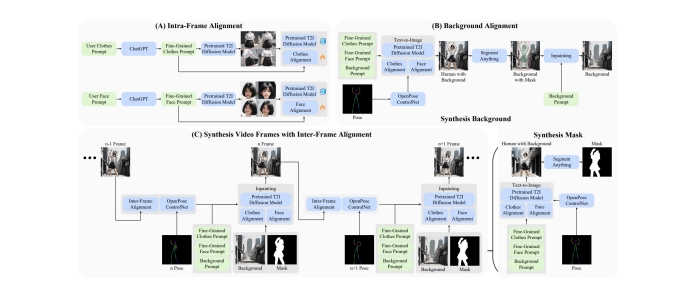 (A) Intra-Frame Alignment
User Clothes
Prompt
ChatGPT
Fine-Grained
Clothes Prompt
Pretrained T2I
Diffusion Model
Pretrained T2I
Diffusion Model
Clothes
Alignment
User Face
Prompt
ChatGPT
Fine-Grained
Face Prompt
Pretrained T2I
Diffusion Model
Pretrained T2I
Diffusion Model
Face
Alignment
(B) Background Alignment
Fine-Grained
Clothes Prompt
Fine-Grained
Face Prompt
Background
Prompt
Text-to-Image
Pretrained T2I
Diffusion Model
Clothes
Alignment
Face
Alignment
Human with
Background
Segment
Anything
Background
with Mask
Inpainting
Background
Pose
OpenPose
ControlNet
Background
Prompt
Synthesis Background
(C) Synthesis Video Frames with Inter-Frame Alignment
n-1 Frame
n Frame
n+1 Frame
Inter-Frame
Alignment
OpenPose
ControlNet
Inpainting
Pretrained T2I
Diffusion Model
Clothes
Alignment
Face
Alignment
Inter-Frame
Alignment
OpenPose
ControlNet
Inpainting
Pretrained T2I
Diffusion Model
Clothes
Alignment
Face
Alignment
n Pose
Fine-Grained
Clothes Prompt
Fine-Grained
Face Prompt
Background
Prompt
Background
Mask
n+1 Pose
Fine-Grained
Clothes Prompt
Fine-Grained
Face Prompt
Background
Prompt
Background
Mask
Synthesis Mask
Human with Background
Mask
Segment
Anything
Text-to-Image
Pretrained T2I
Diffusion Model
Clothes
Alignment
Face
Alignment
OpenPose
ControlNet
Fine-Grained
Clothes Prompt
Fine-Grained
Face Prompt
Background
Prompt
Pose